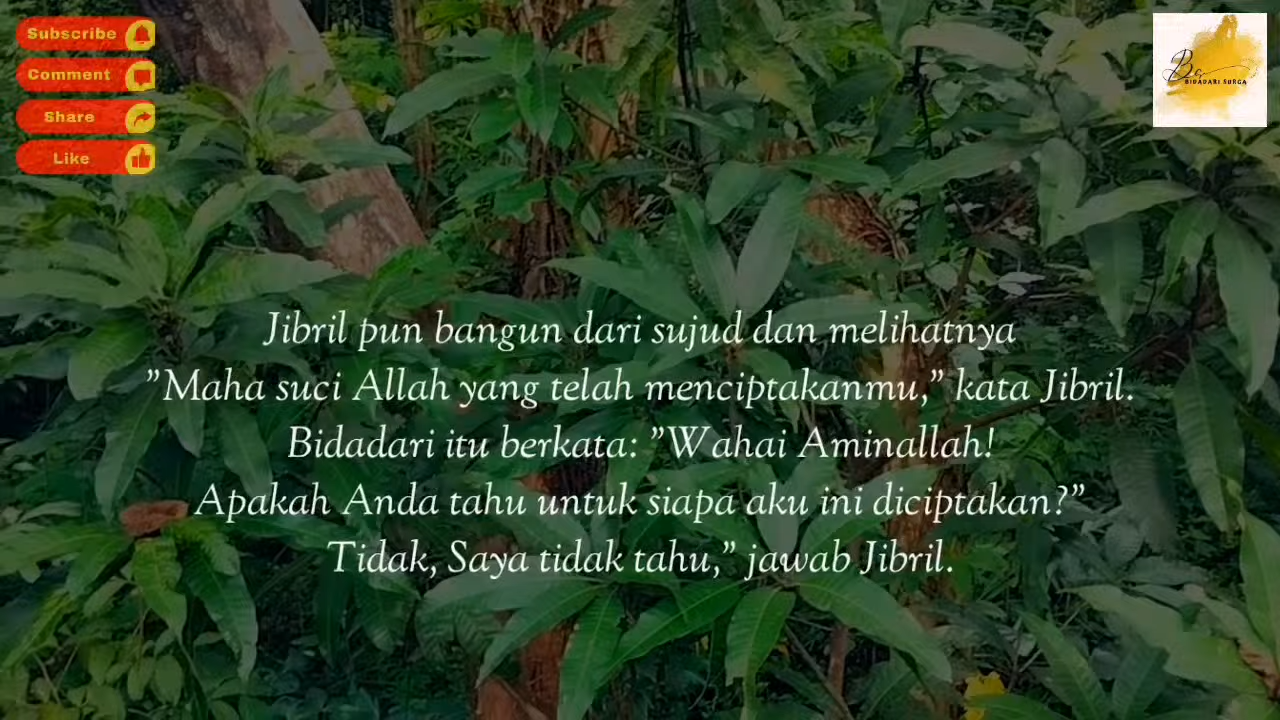 Subscribe
Comment
Share
Like
BIDADARI SURGA
Jibril pun bangun dari sujud dan melihatnya
”Maha suci Allah yang telah menciptakanmu,” kata Jibril.
Bidadari itu berkata: ”Wahai Aminallah!
Apakah Anda tahu untuk siapa aku ini diciptakan?”
Tidak, Saya tidak tahu,” jawab Jibril.